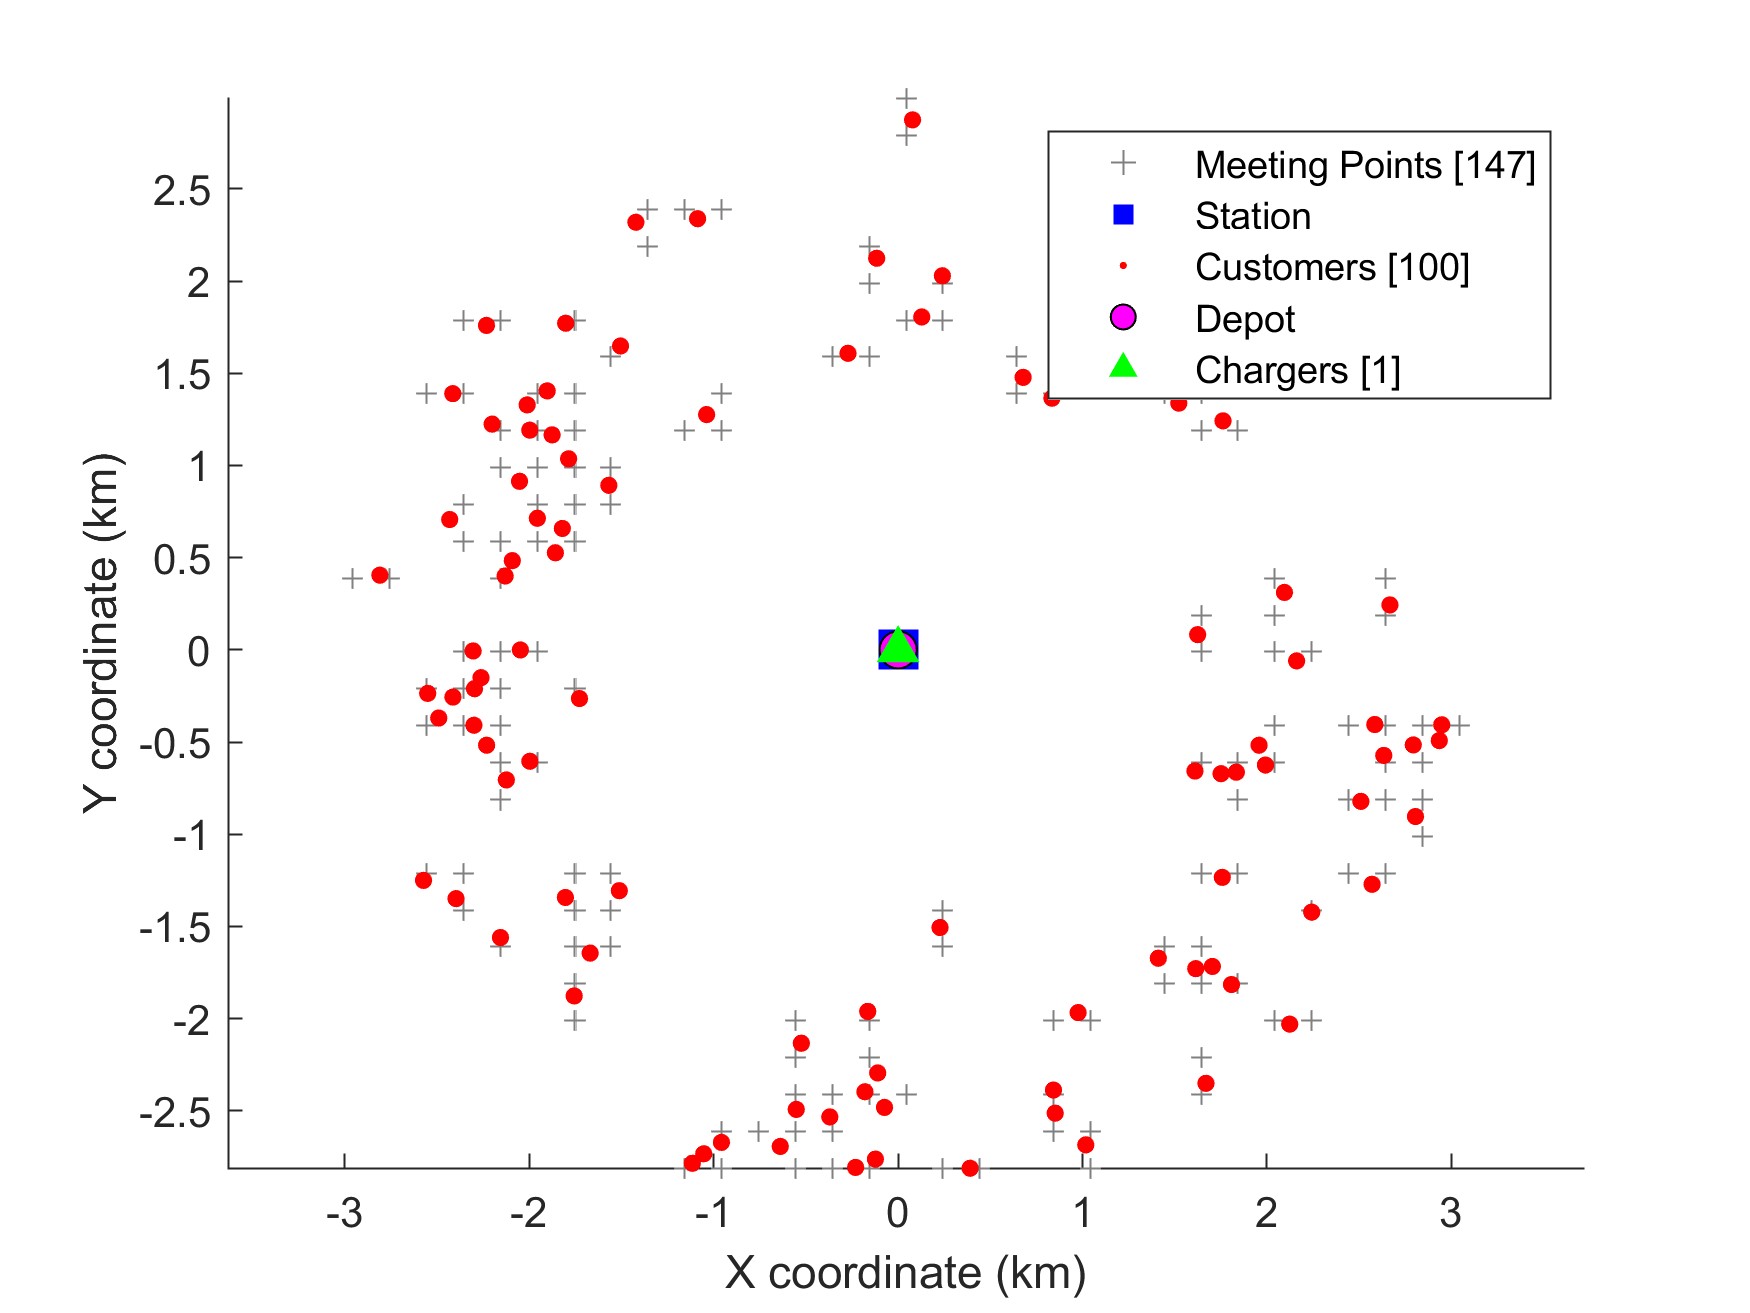 Meeting Points [147]
Station
Customers [100]
Depot
Chargers [1]
2.5
2
1.5
1
0.5
0
-0.5
-1
-1.5
-2
-2.5
Y coordinate (km)
-3 -2 -1 0 1 2 3
X coordinate (km)